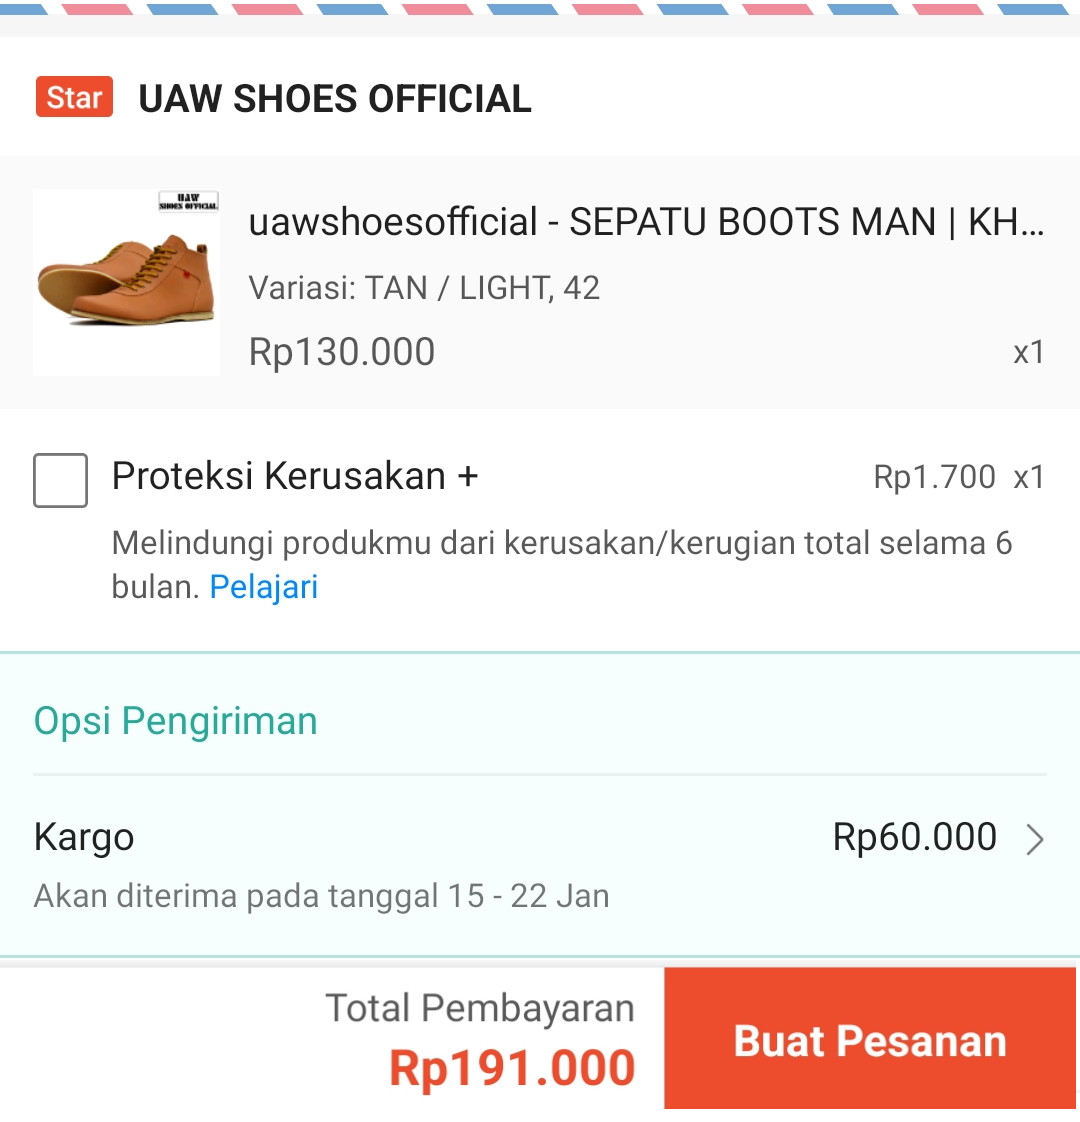 Star UAW SHOES OFFICIAL
UAW
SHOES OFFICIAL
uawshoesofficial - SEPATU BOOTS MAN | KH...
Variasi: TAN / LIGHT, 42
Rp130.000 x1
Proteksi Kerusakan + Rp1.700 x1
Melindungi produkmu dari kerusakan/kerugian total selama 6
bulan. Pelajari
Opsi Pengiriman
Kargo Rp60.000
Akan diterima pada tanggal 15 - 22 Jan
Total Pembayaran
Rp191.000
Buat Pesanan